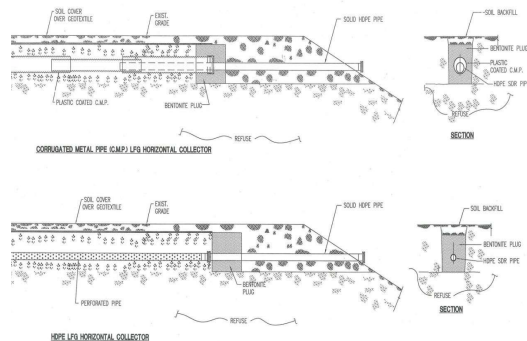 SOIL COVER
OVER GEOTEXTILE
EXIST.
GRADE
SOLID HDPE PIPE
SOIL BACKFILL
BENTONITE PLUG
PLASTIC
COATED C.M.P.
HDPE SDR PIPE
REFUSE
SECTION
PLASTIC COATED C.M.P.
BENTONITE PLUG
REFUSE
CORRUGATED METAL PIPE (C.M.P.) LFG HORIZONTAL COLLECTOR
SOIL COVER
OVER GEOTEXTILE
EXIST.
GRADE
SOLID HDPE PIPE
SOIL BACKFILL
BENTONITE PLUG
HDPE SDR PIPE
REFUSE
SECTION
PERFORATED PIPE
BENTONITE
PLUG
REFUSE
HDPE LFG HORIZONTAL COLLECTOR